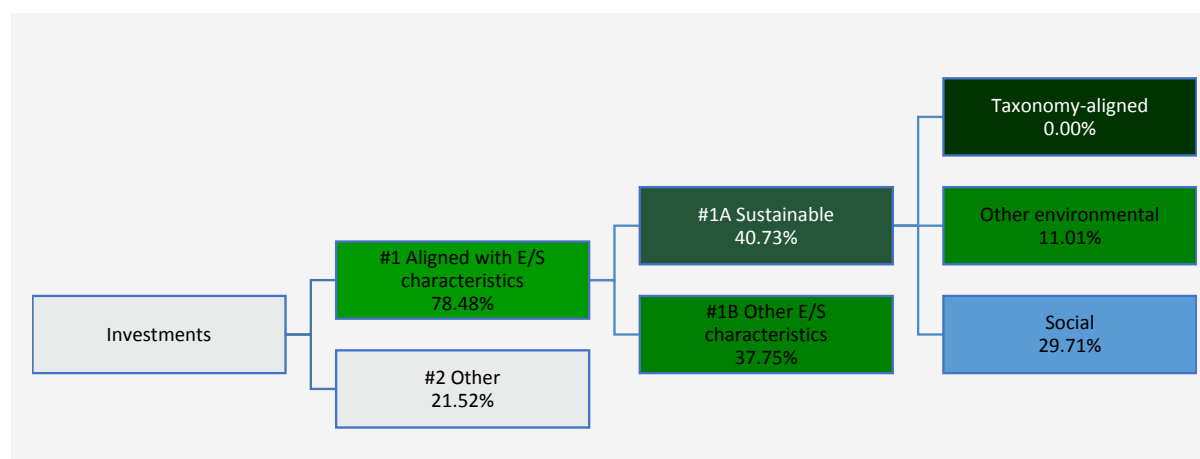 Investments
#1 Aligned with E/S
characteristics
78.48%
#2 Other
21.52%
#1A Sustainable
40.73%
#1B Other E/S
characteristics
37.75%
Taxonomy-aligned
0.00%
Other environmental
11.01%
Social
29.71%